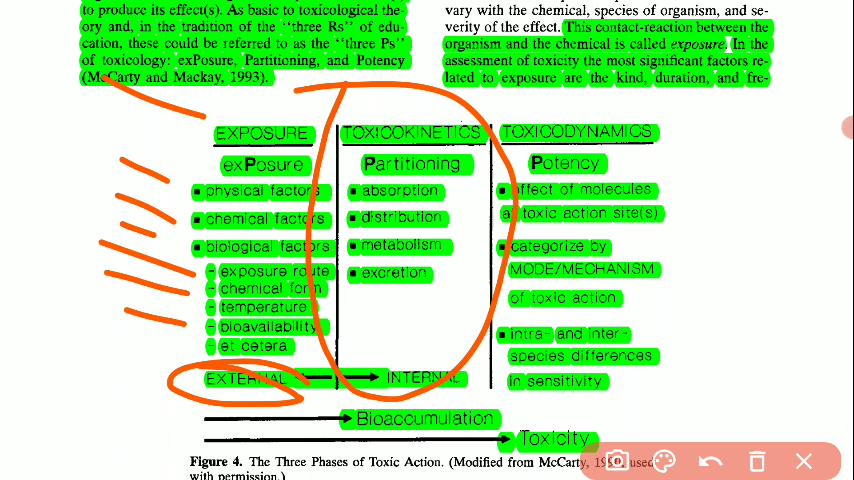 to produce its effect(s). As basic to toxicological the-
ory and, in the tradition of the "three Rs" of edu-
cation, these could be referred to as the "three Ps"
of toxicology: exPosure, Partitioning, and Potency
(McCarty and Mackay, 1993).
vary with the chemical, species of organism, and se-
verity of the effect. This contact-reaction between the
organism and the chemical is called exposure. In the
assessment of toxicity the most significant factors re-
lated to exposure are the kind, duration, and fre-
EXPOSURE
exPosure
▪ physical factors
▪ chemical factors
▪ biological factors
- exposure route
- chemical form
- temperature
- bioavailability
- et cetera
EXTERNAL
TOXICOKINETICS
Partitioning
▪ absorption
▪ distribution
▪ metabolism
▪ excretion
INTERNAL
TOXICODYNAMICS
Potency
▪ effect of molecules
at toxic action site(s)
▪ categorize by
MODE/MECHANISM
of toxic action
▪ intra- and inter-
species differences
in sensitivity
Bioaccumulation
Toxicity
Figure 4. The Three Phases of Toxic Action. (Modified from McCarty, used
with permission.)